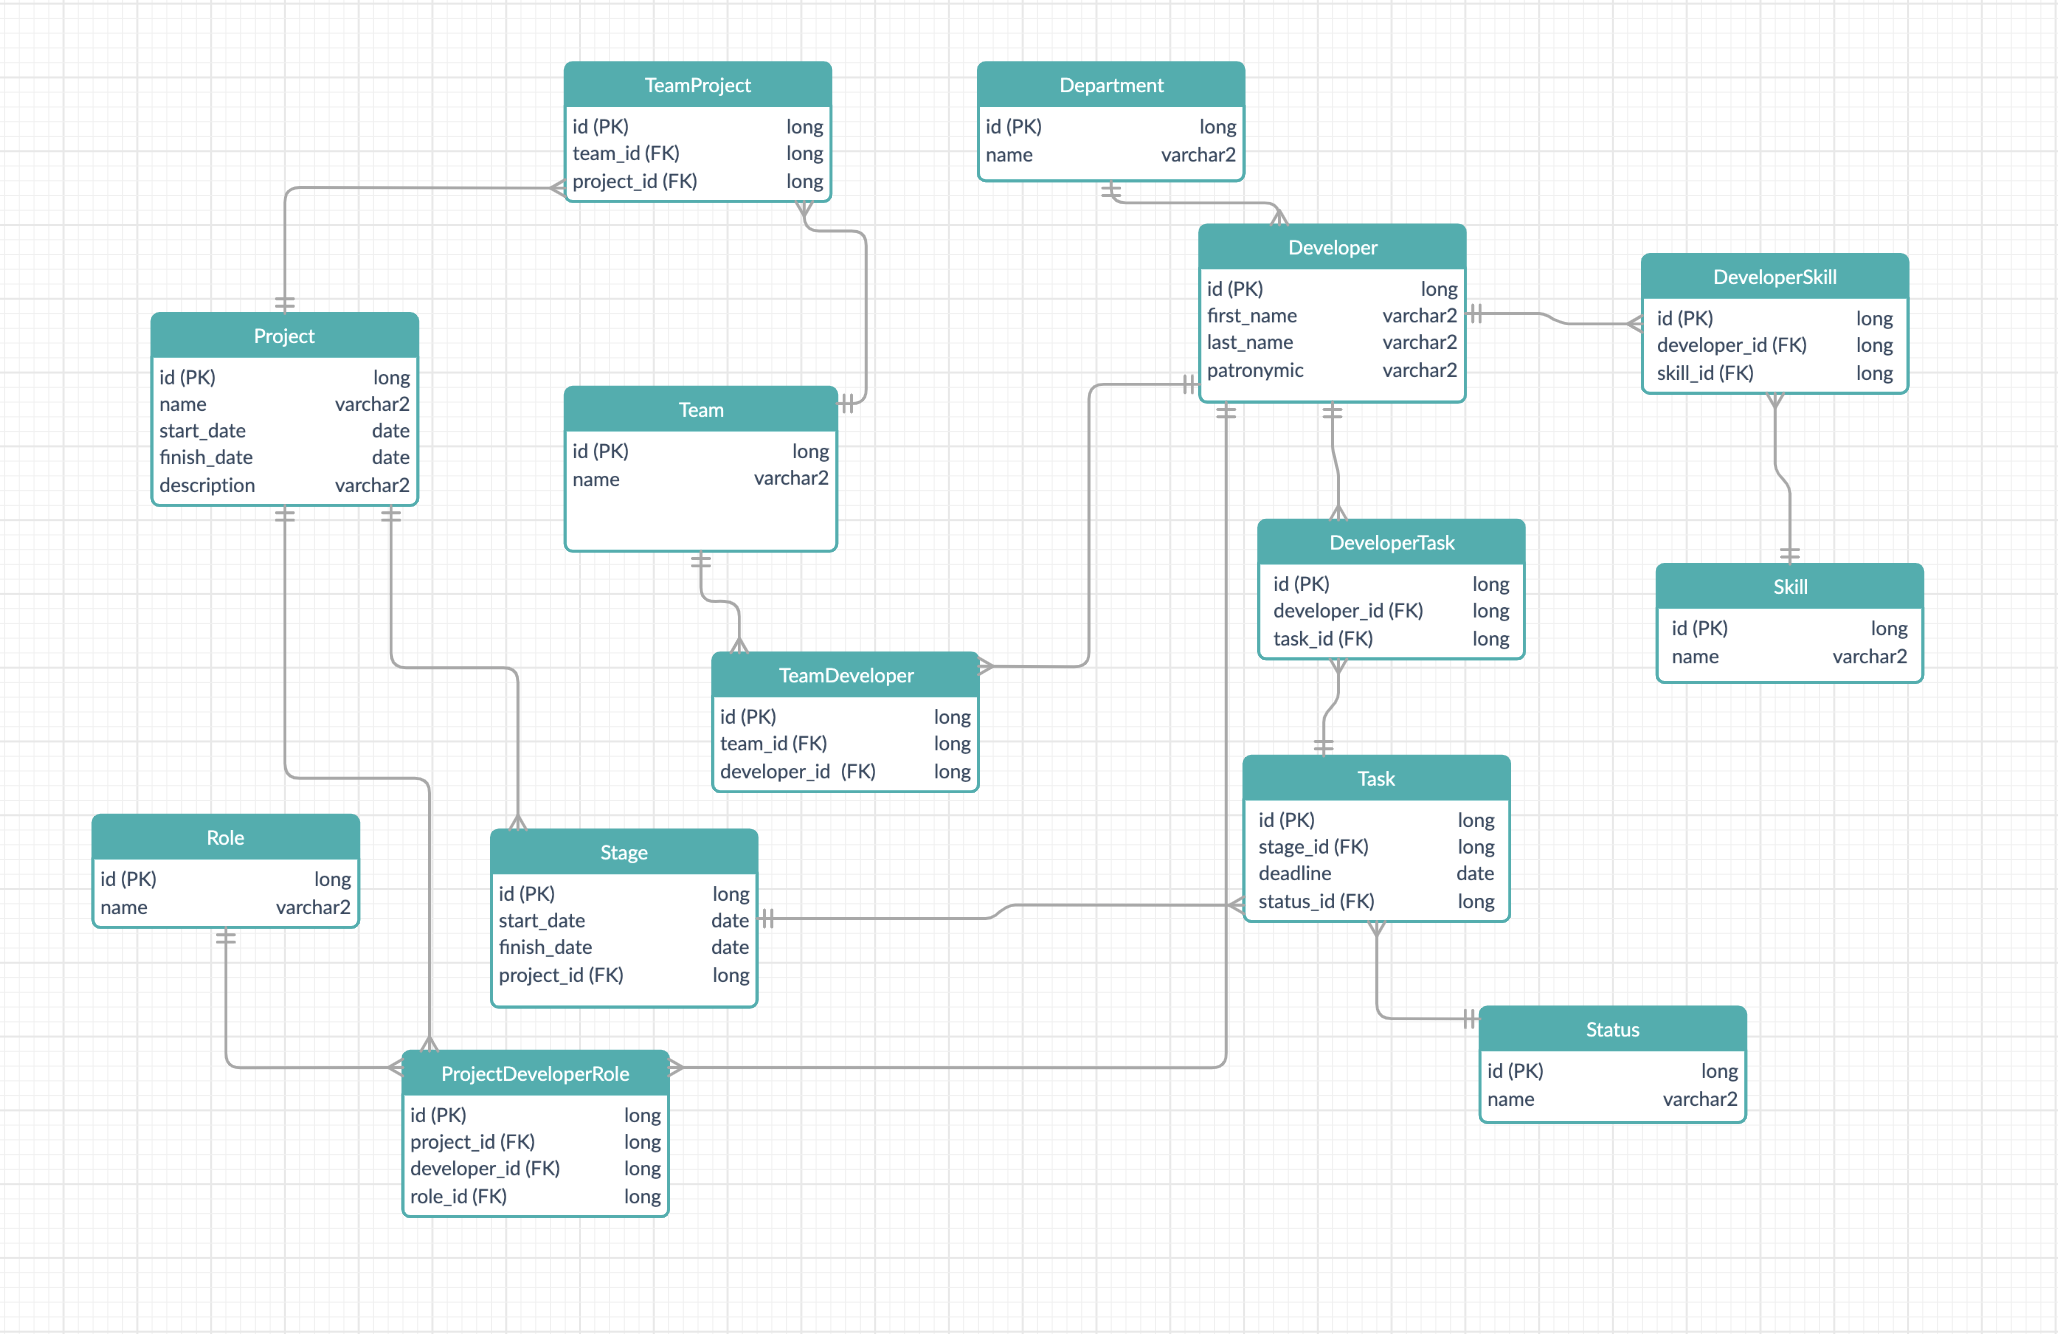 TeamProject
id (PK) long
team_id (FK) long
project_id (FK) long
Department
id (PK) long
name varchar2
Developer
id (PK) long
first_name varchar2
last_name varchar2
patronymic varchar2
DeveloperSkill
id (PK) long
developer_id (FK) long
skill_id (FK) long
Project
id (PK) long
name varchar2
start_date date
finish_date date
description varchar2
Team
id (PK) long
name varchar2
DeveloperTask
id (PK) long
developer_id (FK) long
task_id (FK) long
Skill
id (PK) long
name varchar2
TeamDeveloper
id (PK) long
team_id (FK) long
developer_id (FK) long
Task
id (PK) long
stage_id (FK) long
deadline date
status_id (FK) long
Role
id (PK) long
name varchar2
Stage
id (PK) long
start_date date
finish_date date
project_id (FK) long
Status
id (PK) long
name varchar2
ProjectDeveloperRole
id (PK) long
project_id (FK) long
developer_id (FK) long
role_id (FK) long